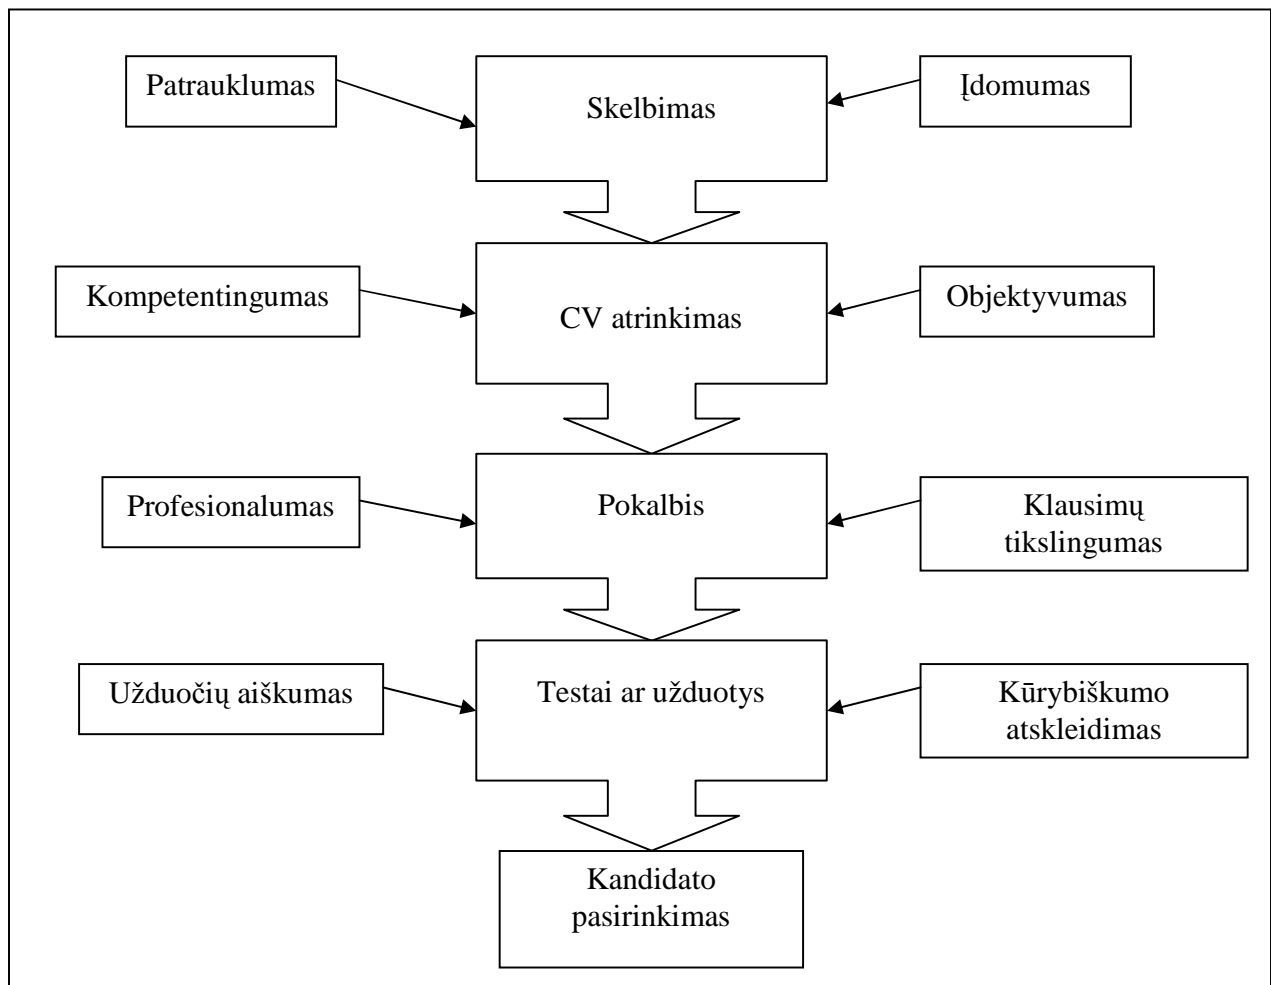 Patrauklumas
Skelbimas
Įdomumas
Kompetentingumas
CV atrinkimas
Objektyvumas
Profesionalumas
Pokalbis
Klausimų
tikslingumas
Užduočių aiškumas
Testai ar užduotys
Kūrybiškumo
atskleidimas
Kandidato
pasirinkimas